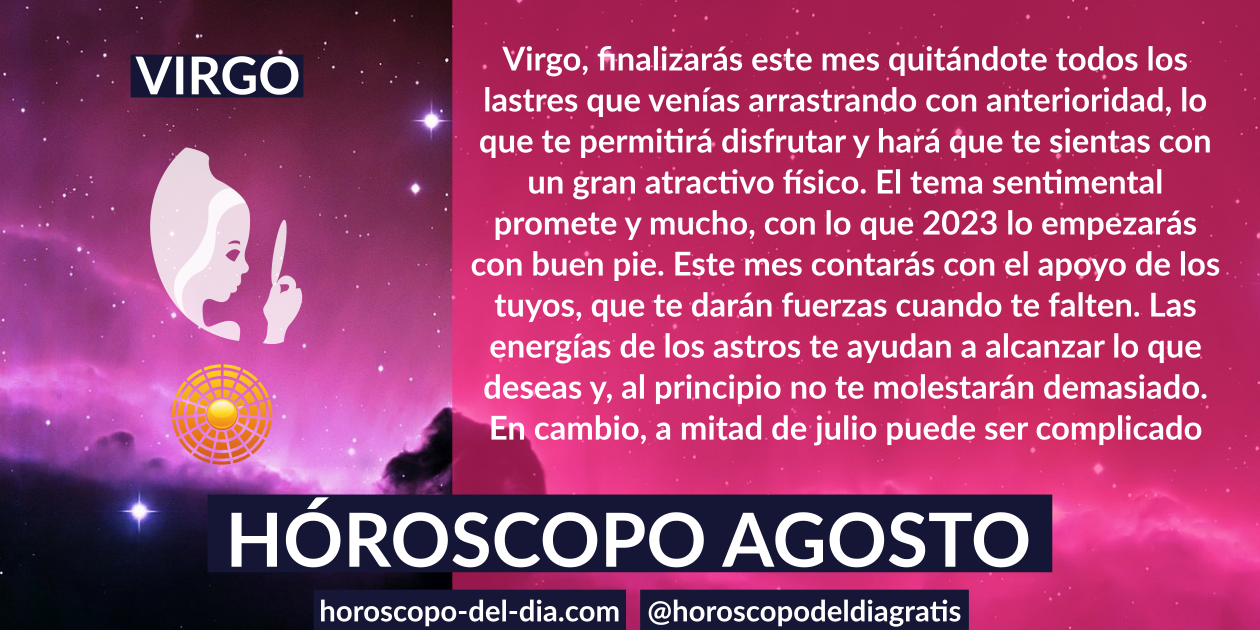 VIRGO
Virgo, finalizarás este mes quitándote todos los
lastres que venías arrastrando con anterioridad, lo
que te permitirá disfrutar y hará que te sientas con
un gran atractivo físico. El tema sentimental
promete y mucho, con lo que 2023 lo empezarás
con buen pie. Este mes contarás con el apoyo de los
tuyos, que te darán fuerzas cuando te falten. Las
energías de los astros te ayudan a alcanzar lo que
deseas y, al principio no te molestarán demasiado.
En cambio, a mitad de julio puede ser complicado
HÓROSCOPO AGOSTO
horoscopo-del-dia.com
@horoscopodeldiagratis